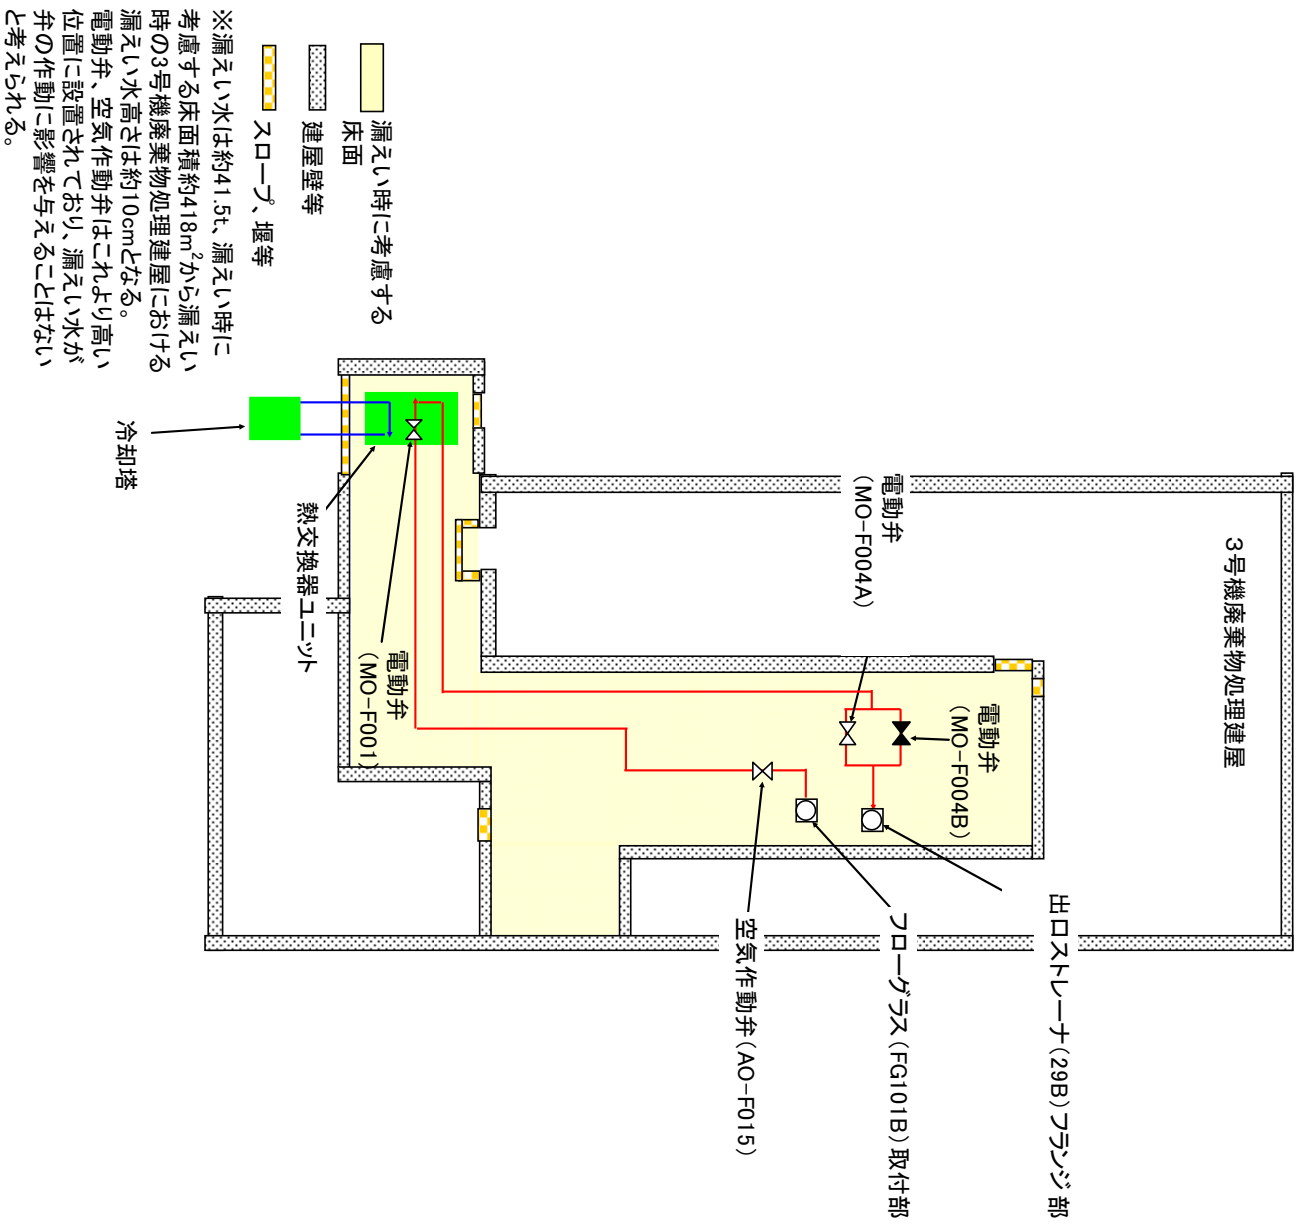 3号機廃棄物処理建屋
出口ストレーナ(29B)フランジ部
フローグラス(FG101B)取付部
空気作動弁(AO-F015)
電動弁
(MO-F004B)
電動弁
(MO-F004A)
電動弁
(MO-F001)
熱交換器ユニット
冷却塔
漏えい時に考慮する
床面
建屋壁等
スロープ、堰等
※漏えい水は約41.5t、漏えい時に
考慮する床面積約418m²から漏えい
時の3号機廃棄物処理建屋における
漏えい水高さは約10cmとなる。
電動弁、空気作動弁はこれより高い
位置に設置されており、漏えい水が
弁の作動に影響を与えることはない
と考えられる。